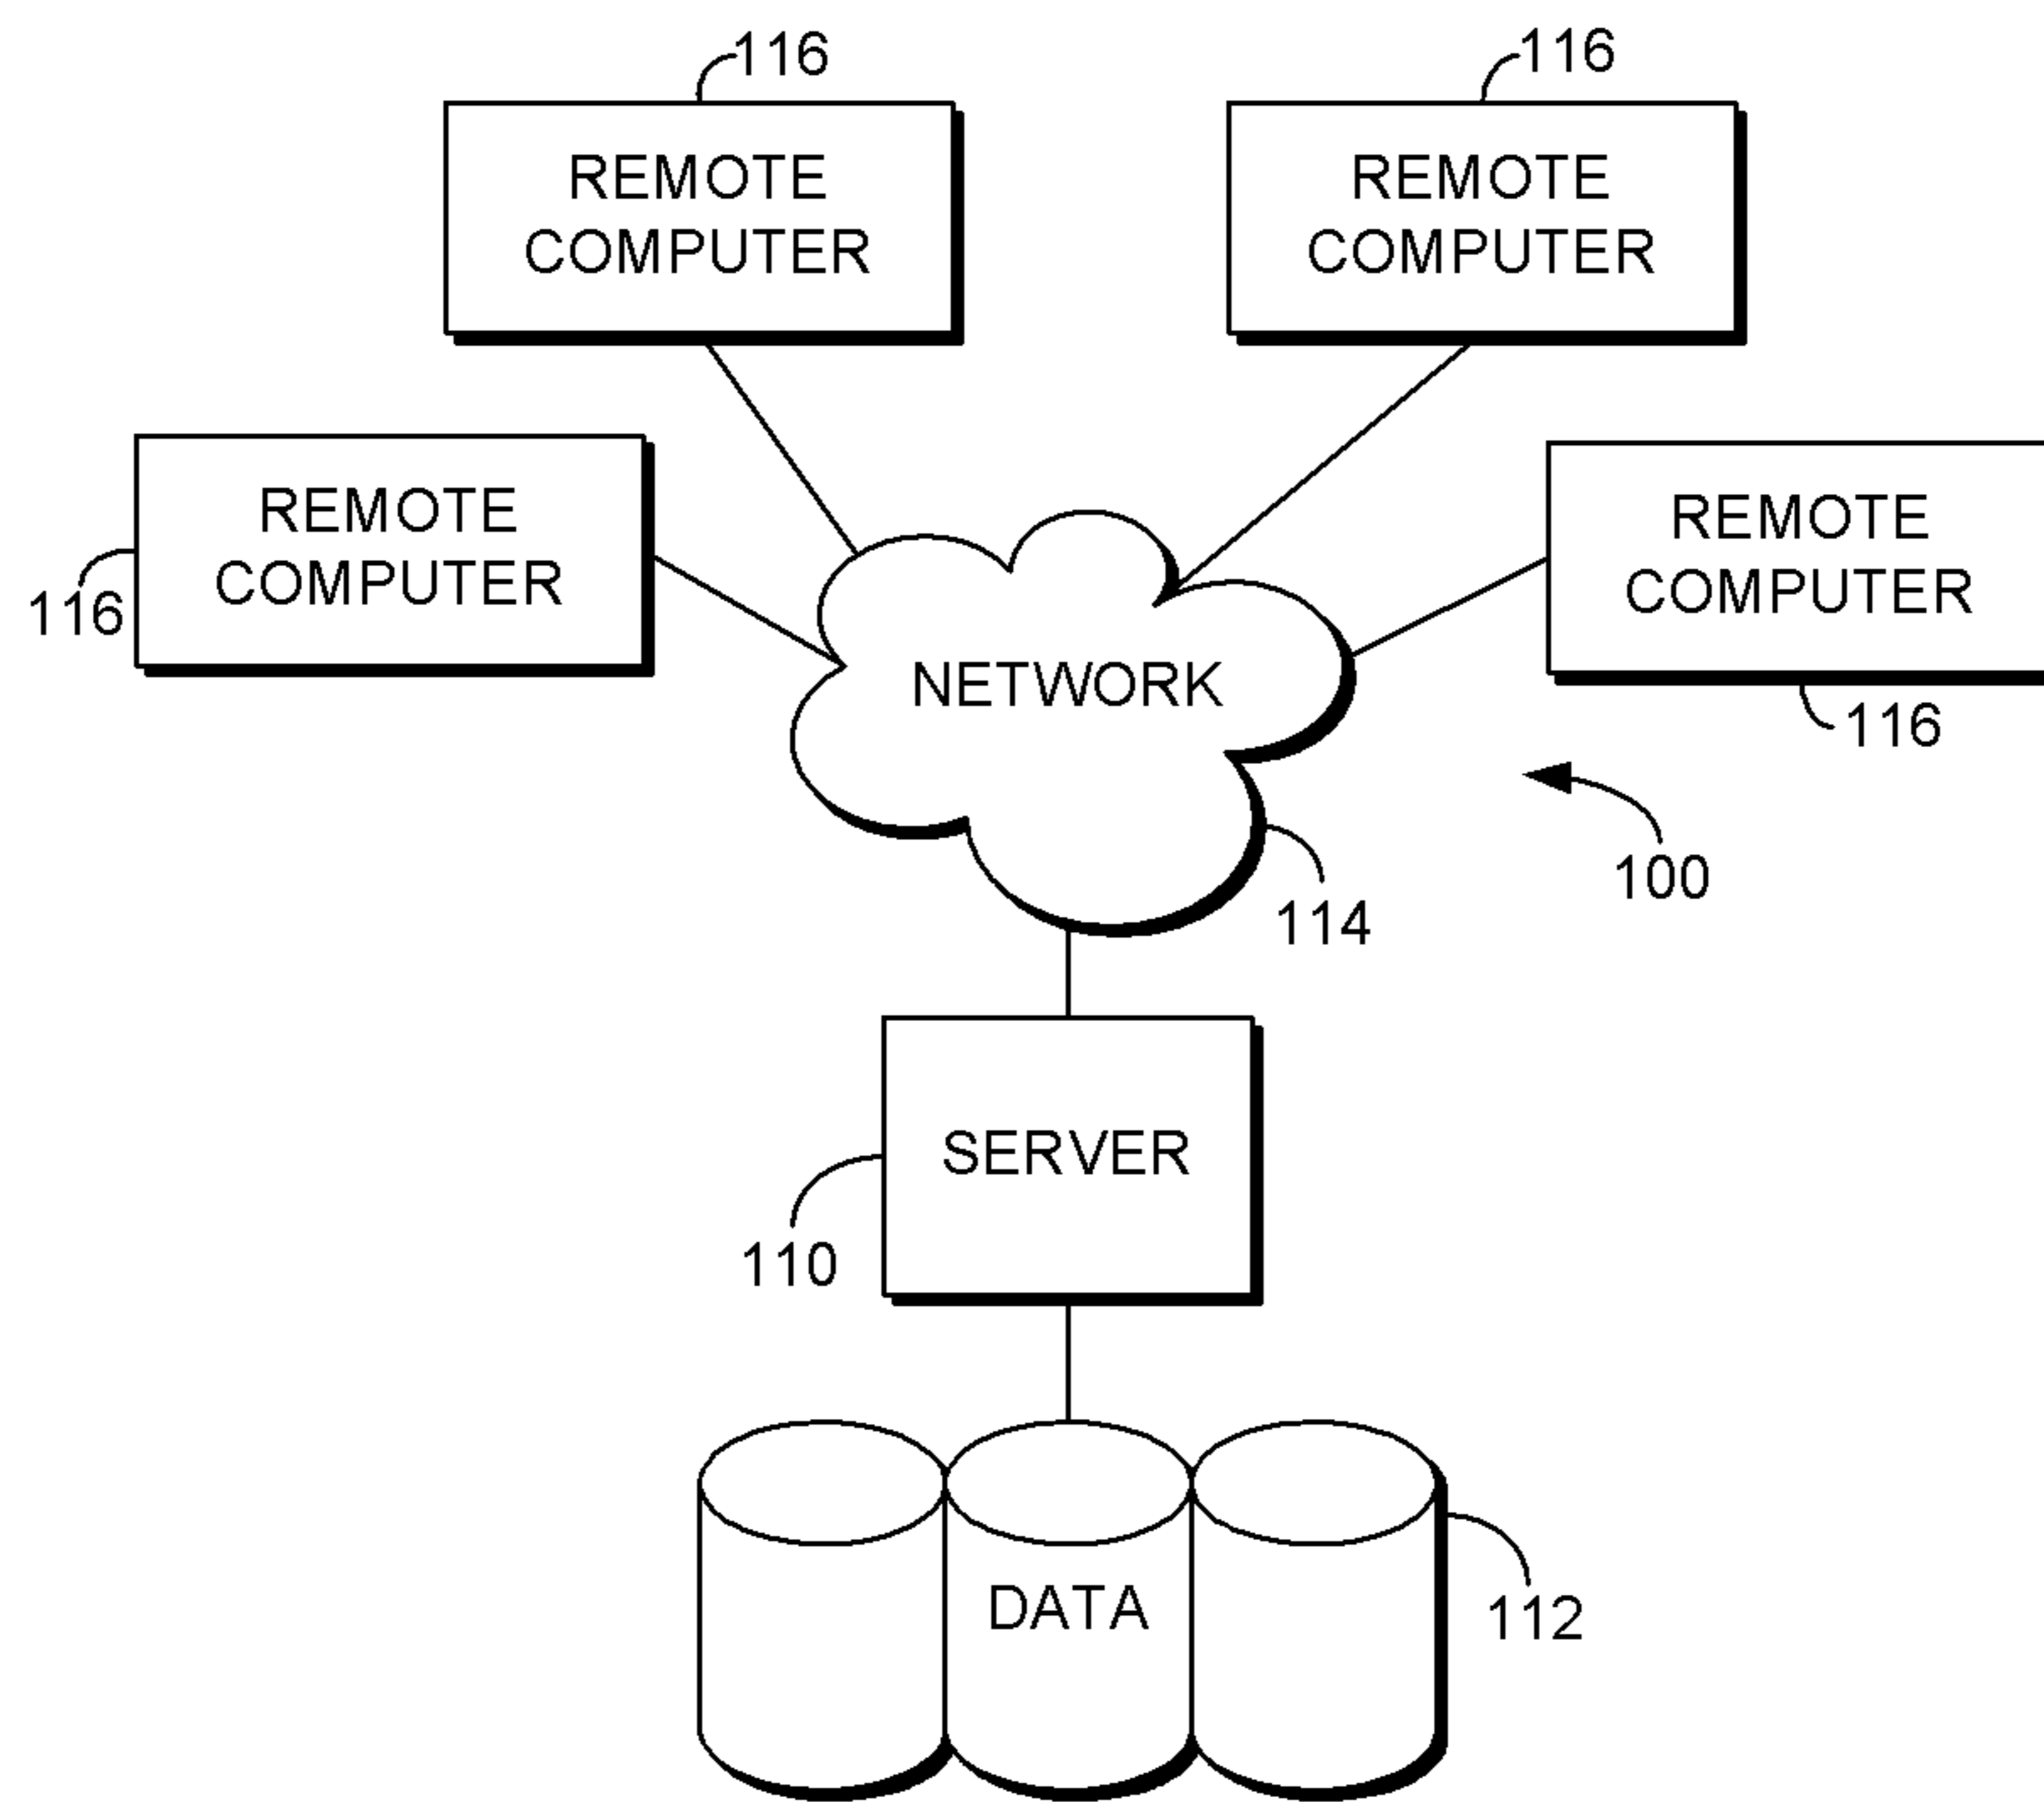 116
116
REMOTE
COMPUTER
REMOTE
COMPUTER
REMOTE
COMPUTER
116
REMOTE
COMPUTER
116
NETWORK
100
114
SERVER
110
DATA
112